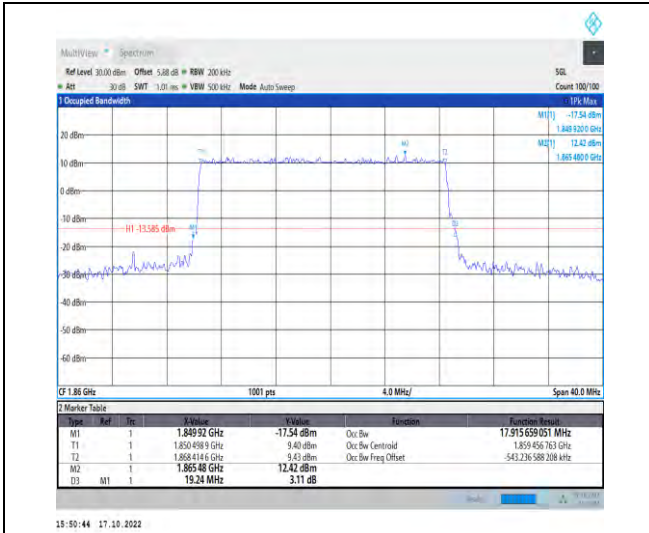 MultiView Spectrum
Ref Level 30.00 dBm Offset 5.88 dB RBW 200 kHz SGL
Att 30 dB SWT 1.01 ms VBW 500 kHz Mode Auto Sweep Count 100/100
1 Occupied Bandwidth 1Pk Max
M1[1] -17.54 dBm
1.849 920 0 GHz
M2[1] 12.42 dBm
1.865 480 0 GHz
20 dBm
M2
T1 T2
10 dBm
0 dBm
-10 dBm
H1 -13.585 dBm M1 D3
-20 dBm
-30 dBm
-40 dBm
-50 dBm
-60 dBm
CF 1.86 GHz 1001 pts 4.0 MHz/ Span 40.0 MHz
2 Marker Table
Type Ref Trc X-Value Y-Value Function Function Result
M1 1 1.849 92 GHz -17.54 dBm Occ Bw 17.915 659 051 MHz
T1 1 1.850 498 9 GHz 9.40 dBm Occ Bw Centroid 1.859 456 763 GHz
T2 1 1.868 414 6 GHz 9.43 dBm Occ Bw Freq Offset -543.236 588 208 kHz
M2 1 1.865 48 GHz 12.42 dBm
D3 M1 1 19.24 MHz 3.11 dB
15:50:44 17.10.2022